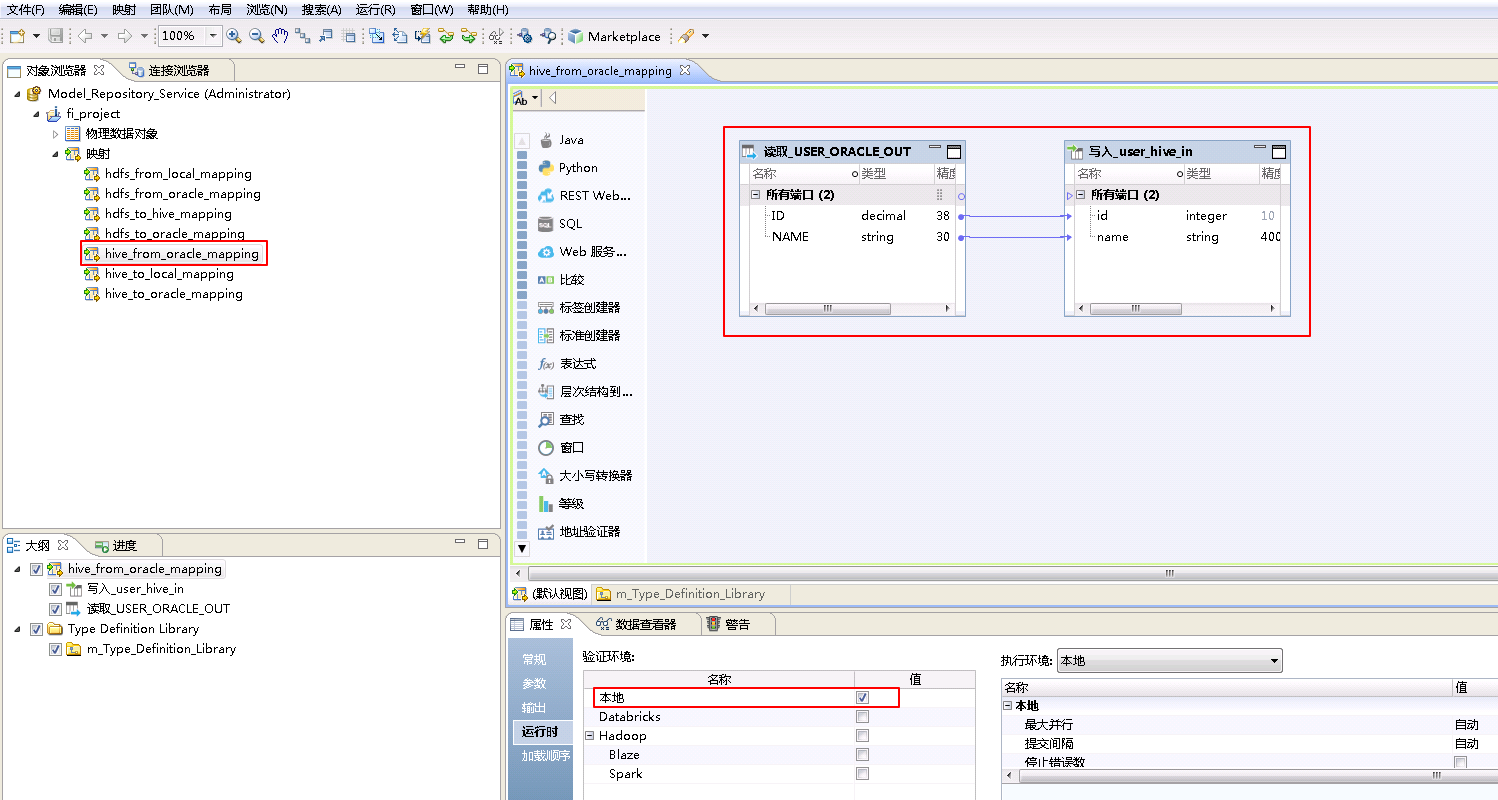 文件(F) 编辑(E) 映射 团队(M) 布局 浏览(N) 搜索(A) 运行(R) 窗口(W) 帮助(H)
100% Marketplace
对象浏览器 连接浏览器
Model_Repository_Service (Administrator)
fi_project
物理数据对象
映射
hdfs_from_local_mapping
hdfs_from_oracle_mapping
hdfs_to_hive_mapping
hdfs_to_oracle_mapping
hive_from_oracle_mapping
hive_to_local_mapping
hive_to_oracle_mapping
大纲 进度
hive_from_oracle_mapping
写入_user_hive_in
读取_USER_ORACLE_OUT
Type Definition Library
m_Type_Definition_Library
hive_from_oracle_mapping
Ab
Java
Python
REST Web...
SQL
Web 服务...
比较
标签创建器
标准创建器
f(x) 表达式
层次结构到...
查找
窗口
大小写转换器
等级
地址验证器
读取_USER_ORACLE_OUT
名称 类型 精度
所有端口 (2)
ID decimal 38
NAME string 30
写入_user_hive_in
名称 类型 精度
所有端口 (2)
id integer 10
name string 400
(默认视图) m_Type_Definition_Library
属性 数据查看器 警告
常规
参数
输出
运行时
加载顺序
验证环境:
名称 值
本地
Databricks
Hadoop
Blaze
Spark
执行环境: 本地
名称 值
本地
最大并行 自动
提交间隔 自动
停止错误数